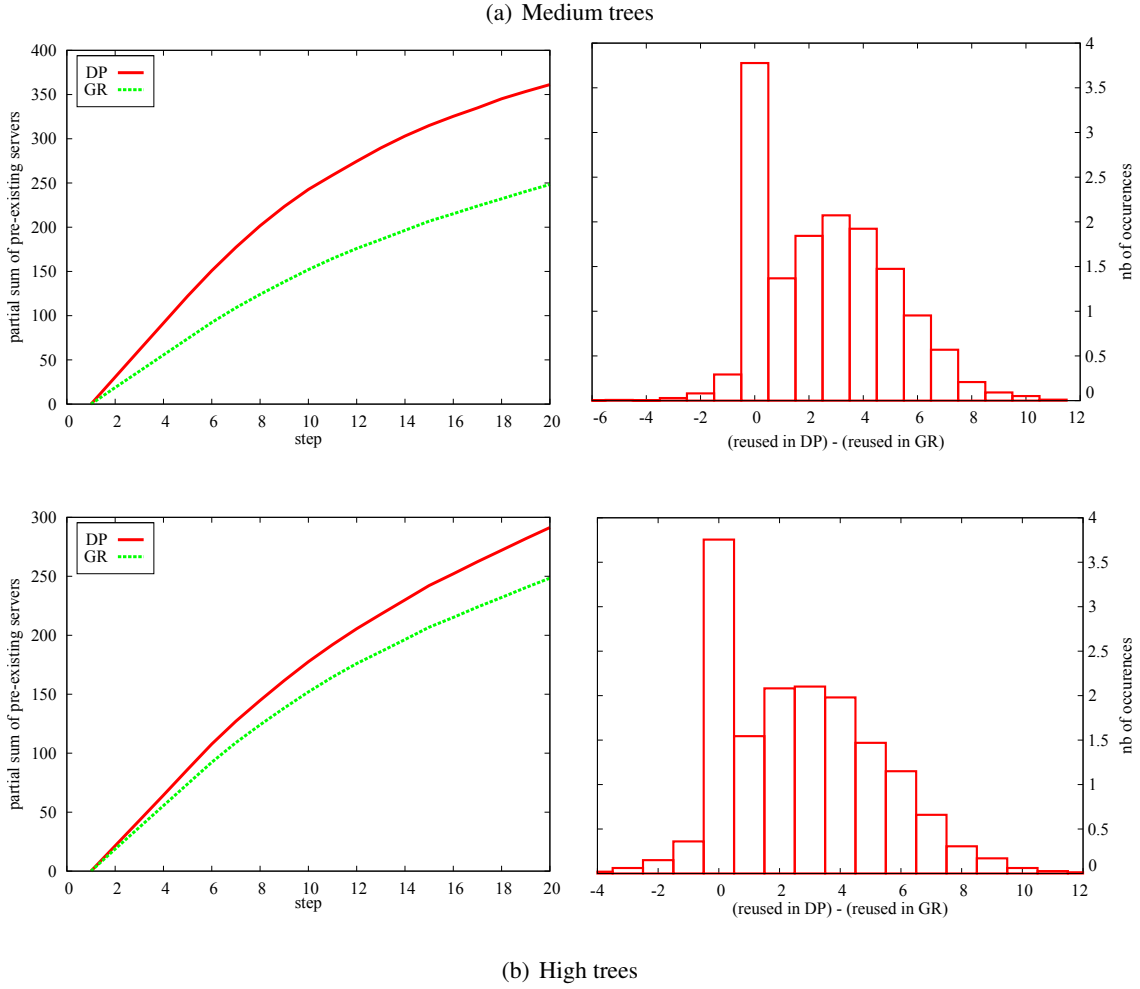 (a) Medium trees
400
350
300
250
200
150
100
50
0
DP
GR
partial sum of pre-existing servers
0 2 4 6 8 10 12 14 16 18 20
step
4
3.5
3
2.5
2
1.5
1
0.5
0
nb of occurences
-6 -4 -2 0 2 4 6 8 10 12
(reused in DP) - (reused in GR)
300
250
200
150
100
50
0
DP
GR
partial sum of pre-existing servers
0 2 4 6 8 10 12 14 16 18 20
step
4
3.5
3
2.5
2
1.5
1
0.5
0
nb of occurences
-4 -2 0 2 4 6 8 10 12
(reused in DP) - (reused in GR)
(b) High trees